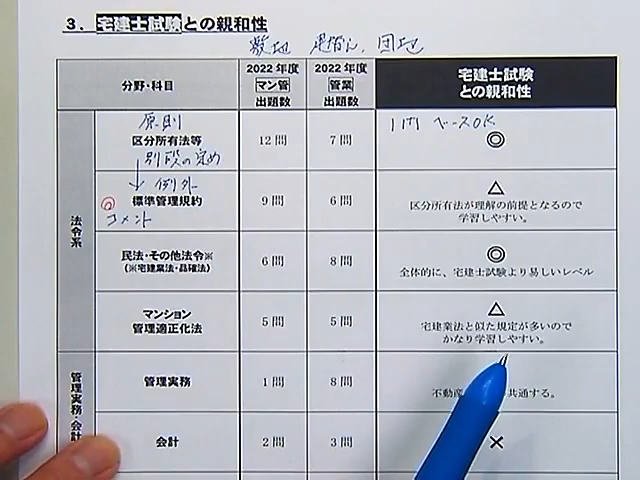 3. 宅建士試験との親和性
敷地 建替え、団地
分野・科目
2022年度
マン管
出題数
2022年度
管業
出題数
宅建士試験
との親和性
法令系
原則
区分所有法等
別段の定め
12問
7問
1問 ベースOK
◎
↓ 例外
標準管理規約
コメント
9問
6問
△
区分所有法が理解の前提となるので
学習しやすい。
民法・その他法令※
(※宅建業法・品確法)
6問
8問
◎
全体的に、宅建士試験より易しいレベル
マンション
管理適正化法
5問
5問
△
宅建業法と似た規定が多いので
かなり学習しやすい。
管理実務・会計
管理実務
1問
8問
不動産
共通する。
会計
2問
3問
×